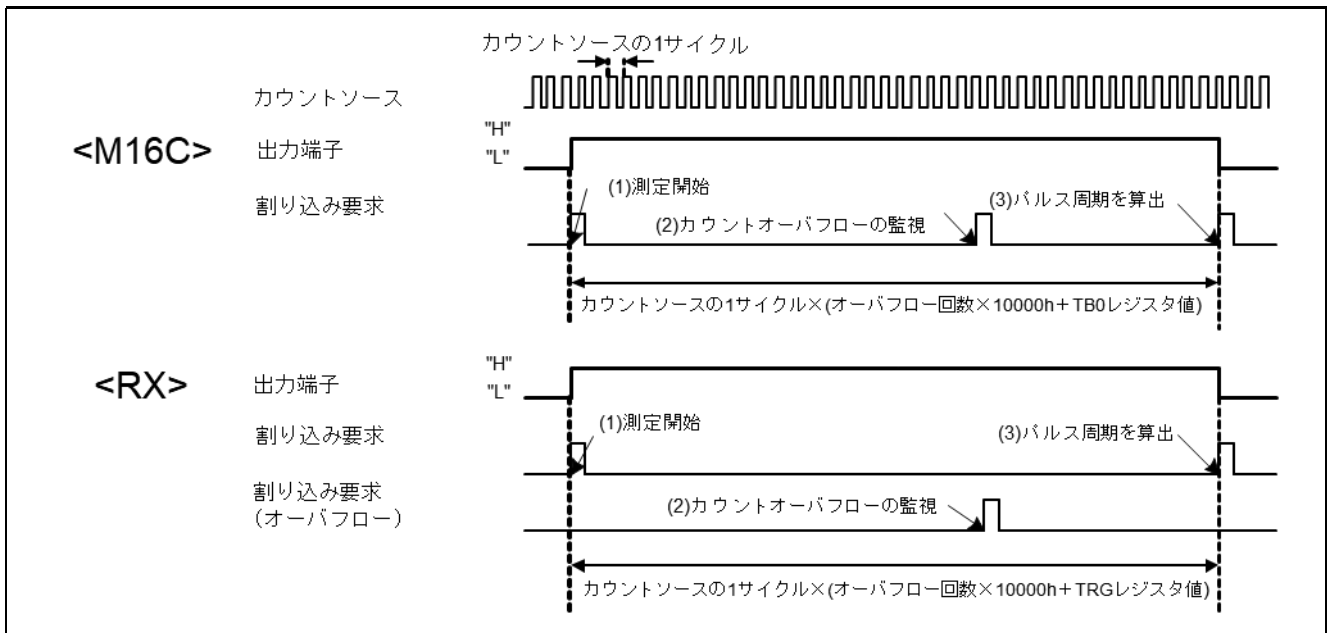 カウントソースの1サイクル
カウントソース
<M16C>
出力端子
"H"
"L"
割り込み要求
(1)測定開始
(2)カウントオーバフローの監視
(3)パルス周期を算出
カウントソースの1サイクル×(オーバフロー回数×10000h+TB0レジスタ値)
<RX>
出力端子
"H"
"L"
割り込み要求
(1)測定開始
(3)パルス周期を算出
割り込み要求
(オーバフロー)
(2)カウントオーバフローの監視
カウントソースの1サイクル×(オーバフロー回数×10000h+TRGレジスタ値)